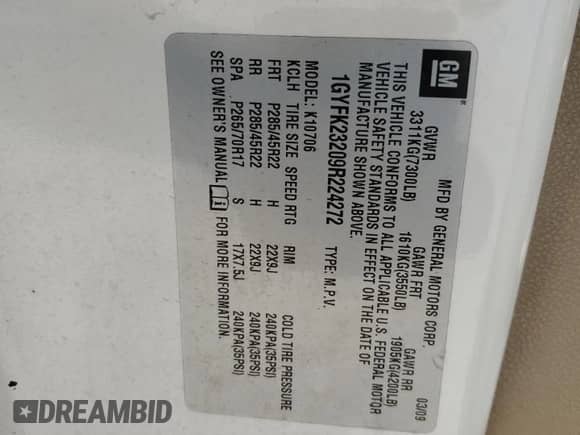 GM
®
MFD BY GENERAL MOTORS CORP. 03/09
GVWR GAWR FRT GAWR RR
3311KG(7300LB) 1610KG(3550LB) 1905KG(4200LB)
THIS VEHICLE CONFORMS TO ALL APPLICABLE U.S. FEDERAL MOTOR
VEHICLE SAFETY STANDARDS IN EFFECT ON THE DATE OF
MANUFACTURE SHOWN ABOVE.
1GYFK23209R224272 TYPE: M.P.V.
MODEL: K10706
KCLH TIRE SIZE SPEED RTG RIM COLD TIRE PRESSURE
FRT P285/45R22 H 22X9J 240KPA(35PSI)
RR P285/45R22 H 22X9J 240KPA(35PSI)
SPA P265/70R17 S 17X7.5J 240KPA(35PSI)
SEE OWNER'S MANUAL FOR MORE INFORMATION.
DREAMBID